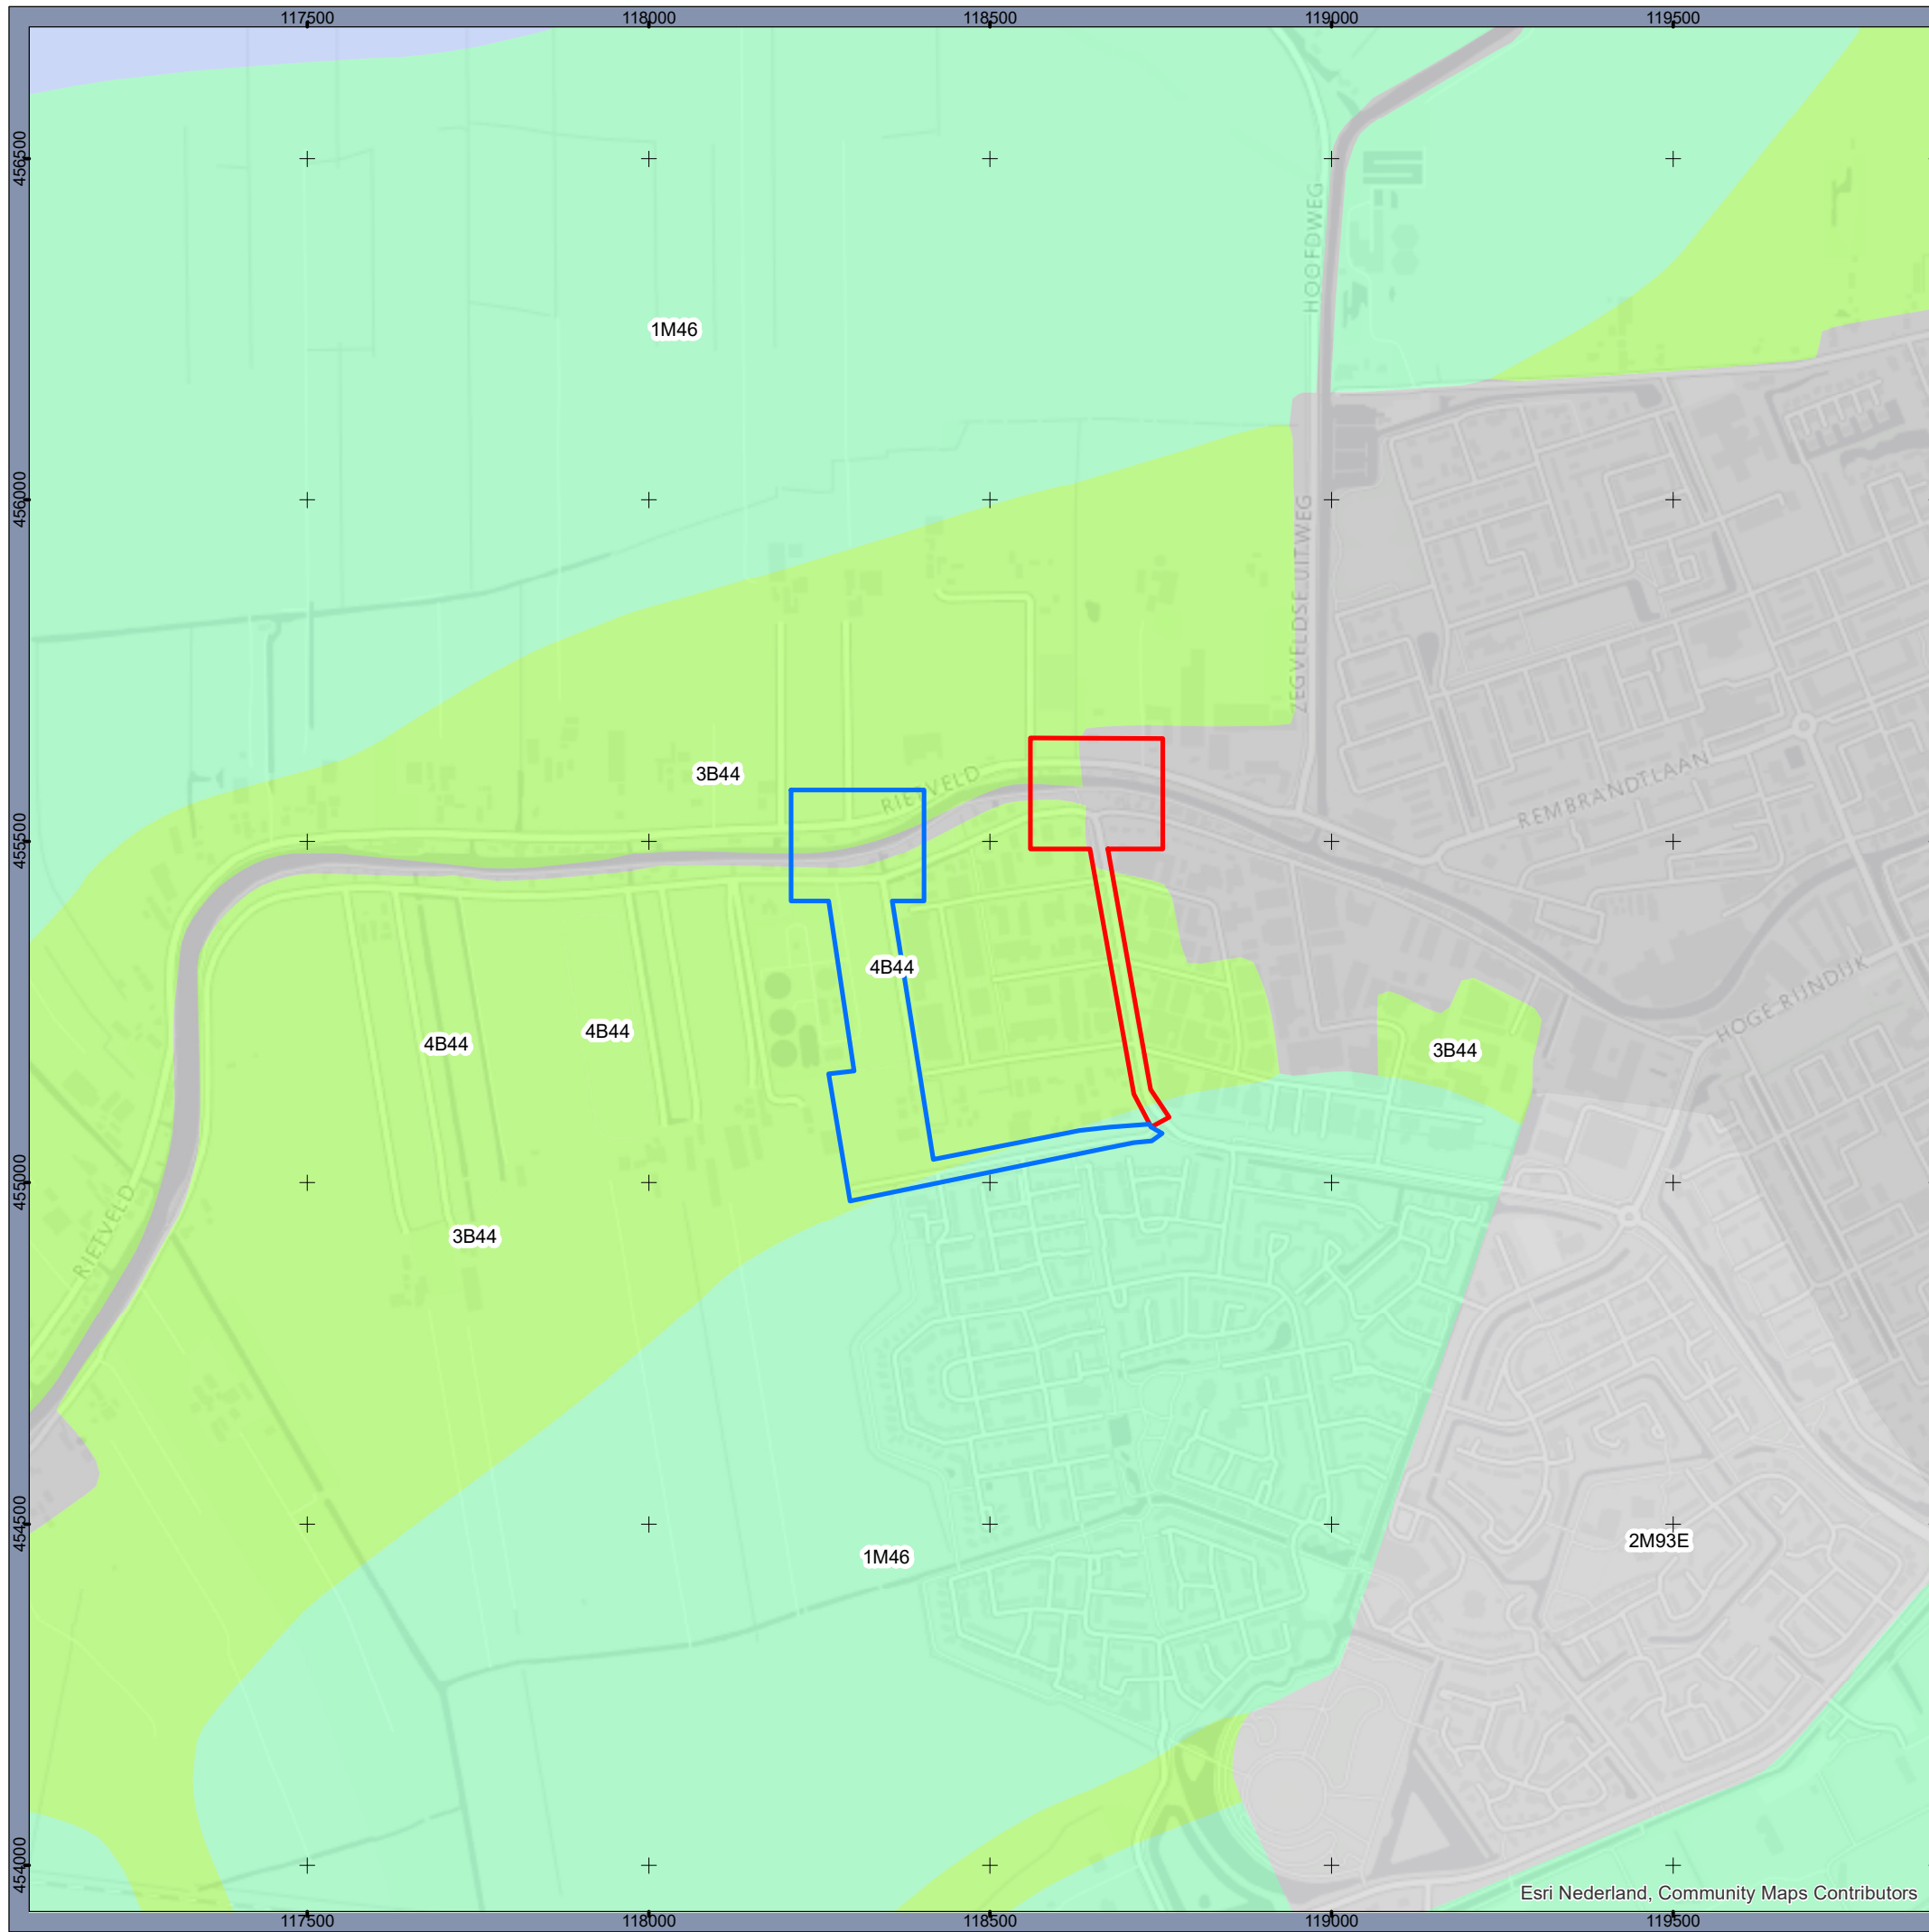 117500 118000 118500 119000 119500
456500
HOOFDWEG
1M46
456000
ZEGVELDSE UITWEG
3B44
RIETVELD
REMBRANDTLAAN
455500
4B44
HOGE RIJNDIJK
4B44
4B44
3B44
455000
RIETVELD
3B44
454500
1M46
2M93E
454000
Esri Nederland, Community Maps Contributors
117500 118000 118500 119000 119500